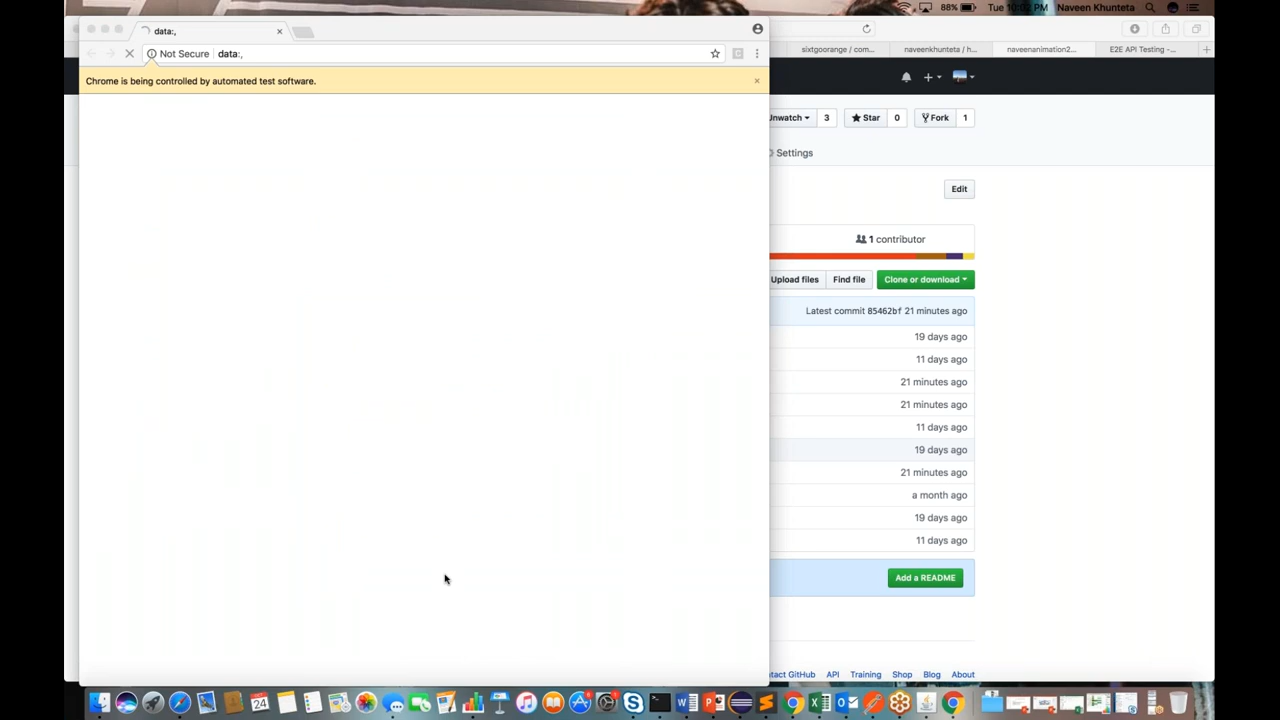 88% Tue 10:02 PM Naveen Khunteta
data:,
Not Secure data:,
sixtgoorange / com...
naveenkhunteta / h...
naveenanimation2...
E2E API Testing -...
Chrome is being controlled by automated test software.
Unwatch 3 Star 0 Fork 1
Settings
Edit
1 contributor
Upload files Find file Clone or download
Latest commit 85462bf 21 minutes ago
19 days ago
11 days ago
21 minutes ago
21 minutes ago
11 days ago
19 days ago
21 minutes ago
a month ago
19 days ago
11 days ago
Add a README
tact GitHub API Training Shop Blog About
24